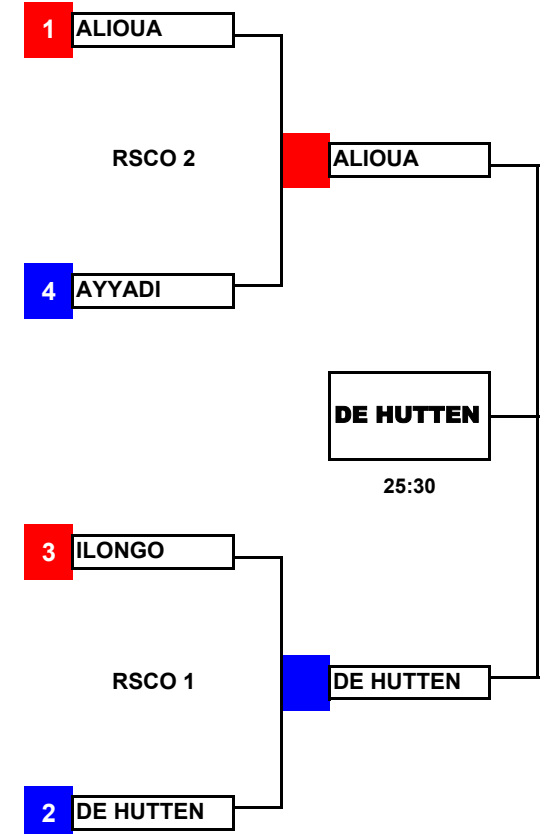 1 ALIOUA
RSCO 2
ALIOUA
4 AYYADI
DE HUTTEN
25:30
3 ILONGO
RSCO 1
DE HUTTEN
2 DE HUTTEN